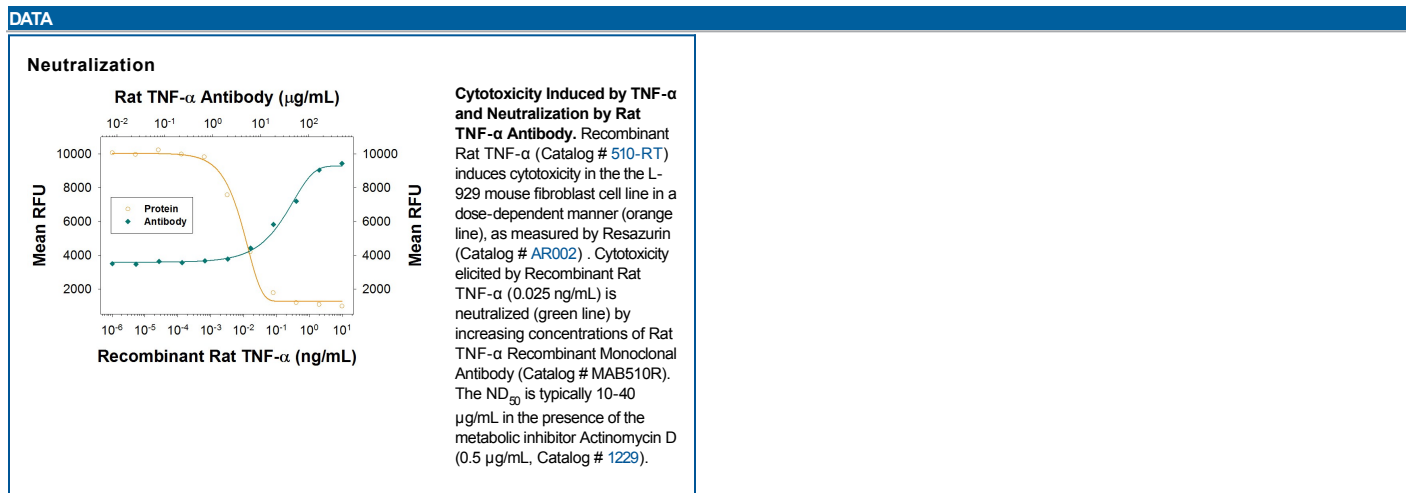 DATA
Neutralization
Rat TNF-α Antibody (µg/mL)
10-2 10-1 100 101 102
10000 10000
8000 8000
6000 6000
4000 4000
2000 2000
Mean RFU
Mean RFU
Protein
Antibody
10-6 10-5 10-4 10-3 10-2 10-1 100 101
Recombinant Rat TNF-α (ng/mL)
Cytotoxicity Induced by TNF-α
and Neutralization by Rat
TNF-α Antibody. Recombinant
Rat TNF-α (Catalog # 510-RT)
induces cytotoxicity in the the L-
929 mouse fibroblast cell line in a
dose-dependent manner (orange
line), as measured by Resazurin
(Catalog # AR002) . Cytotoxicity
elicited by Recombinant Rat
TNF-α (0.025 ng/mL) is
neutralized (green line) by
increasing concentrations of Rat
TNF-α Recombinant Monoclonal
Antibody (Catalog # MAB510R).
The ND50 is typically 10-40
µg/mL in the presence of the
metabolic inhibitor Actinomycin D
(0.5 µg/mL, Catalog # 1229).